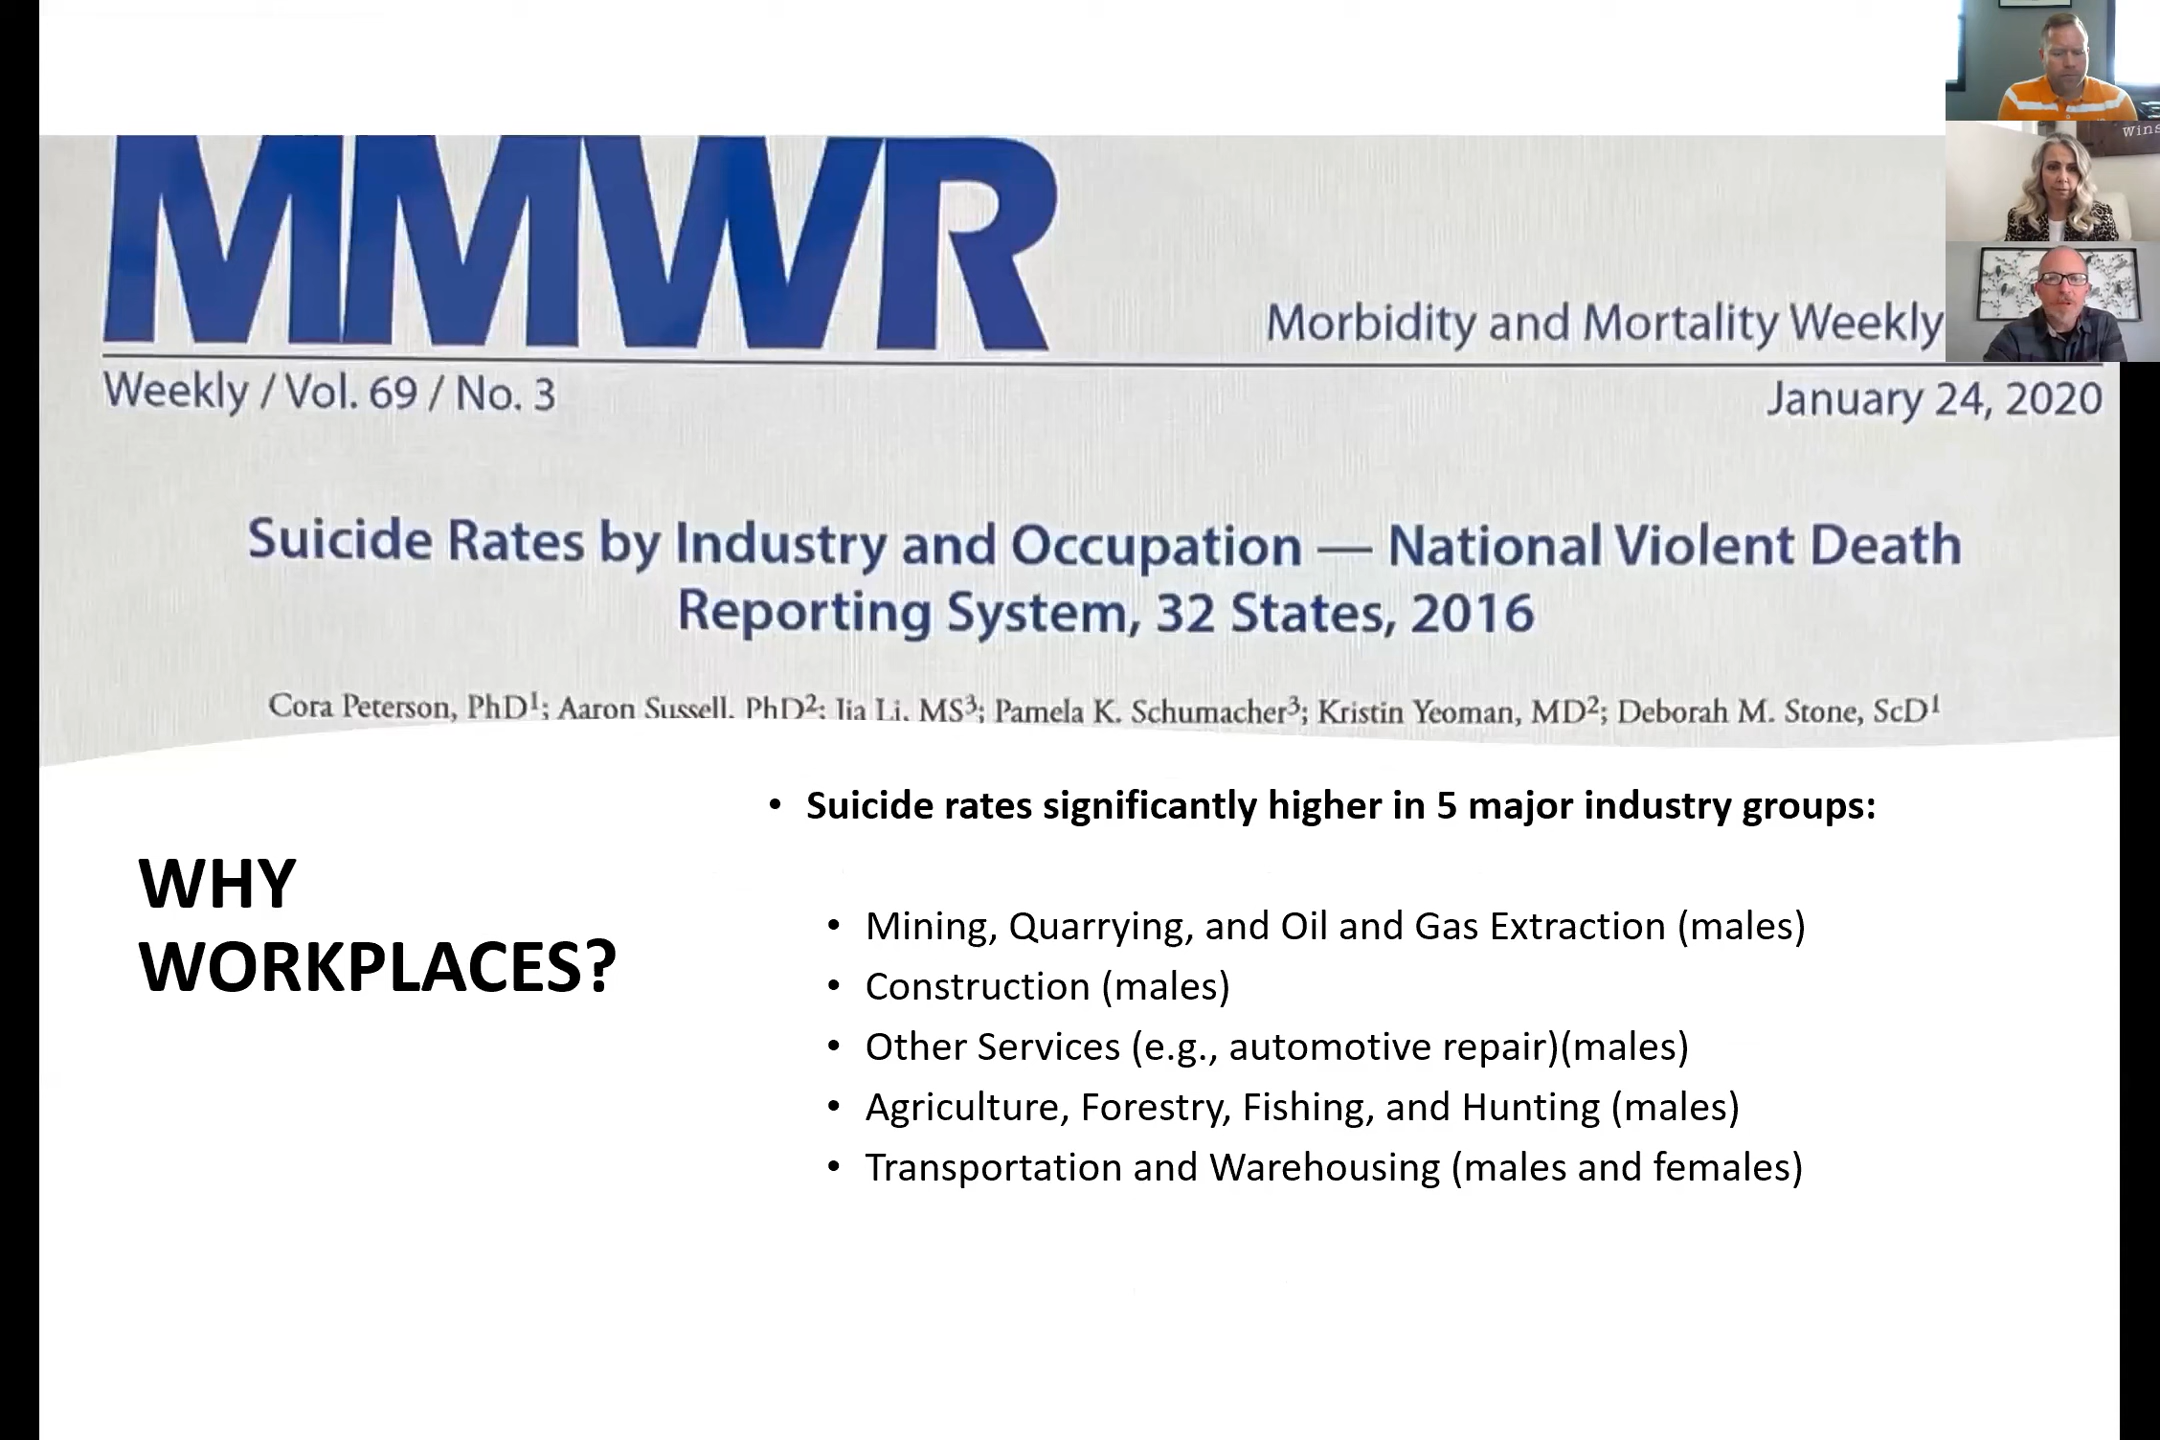 MMWR
Morbidity and Mortality Weekly
Weekly / Vol. 69 / No. 3
January 24, 2020
Suicide Rates by Industry and Occupation — National Violent Death
Reporting System, 32 States, 2016
Cora Peterson, PhD1; Aaron Sussell, PhD2; Jia Li, MS3; Pamela K. Schumacher3; Kristin Yeoman, MD2; Deborah M. Stone, ScD1
WHY
WORKPLACES?
• Suicide rates significantly higher in 5 major industry groups:
• Mining, Quarrying, and Oil and Gas Extraction (males)
• Construction (males)
• Other Services (e.g., automotive repair)(males)
• Agriculture, Forestry, Fishing, and Hunting (males)
• Transportation and Warehousing (males and females)